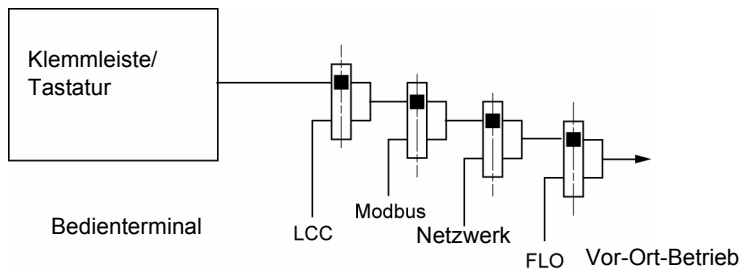 Klemmleiste/
Tastatur
Bedienterminal
LCC
Modbus
Netzwerk
FLO
Vor-Ort-Betrieb